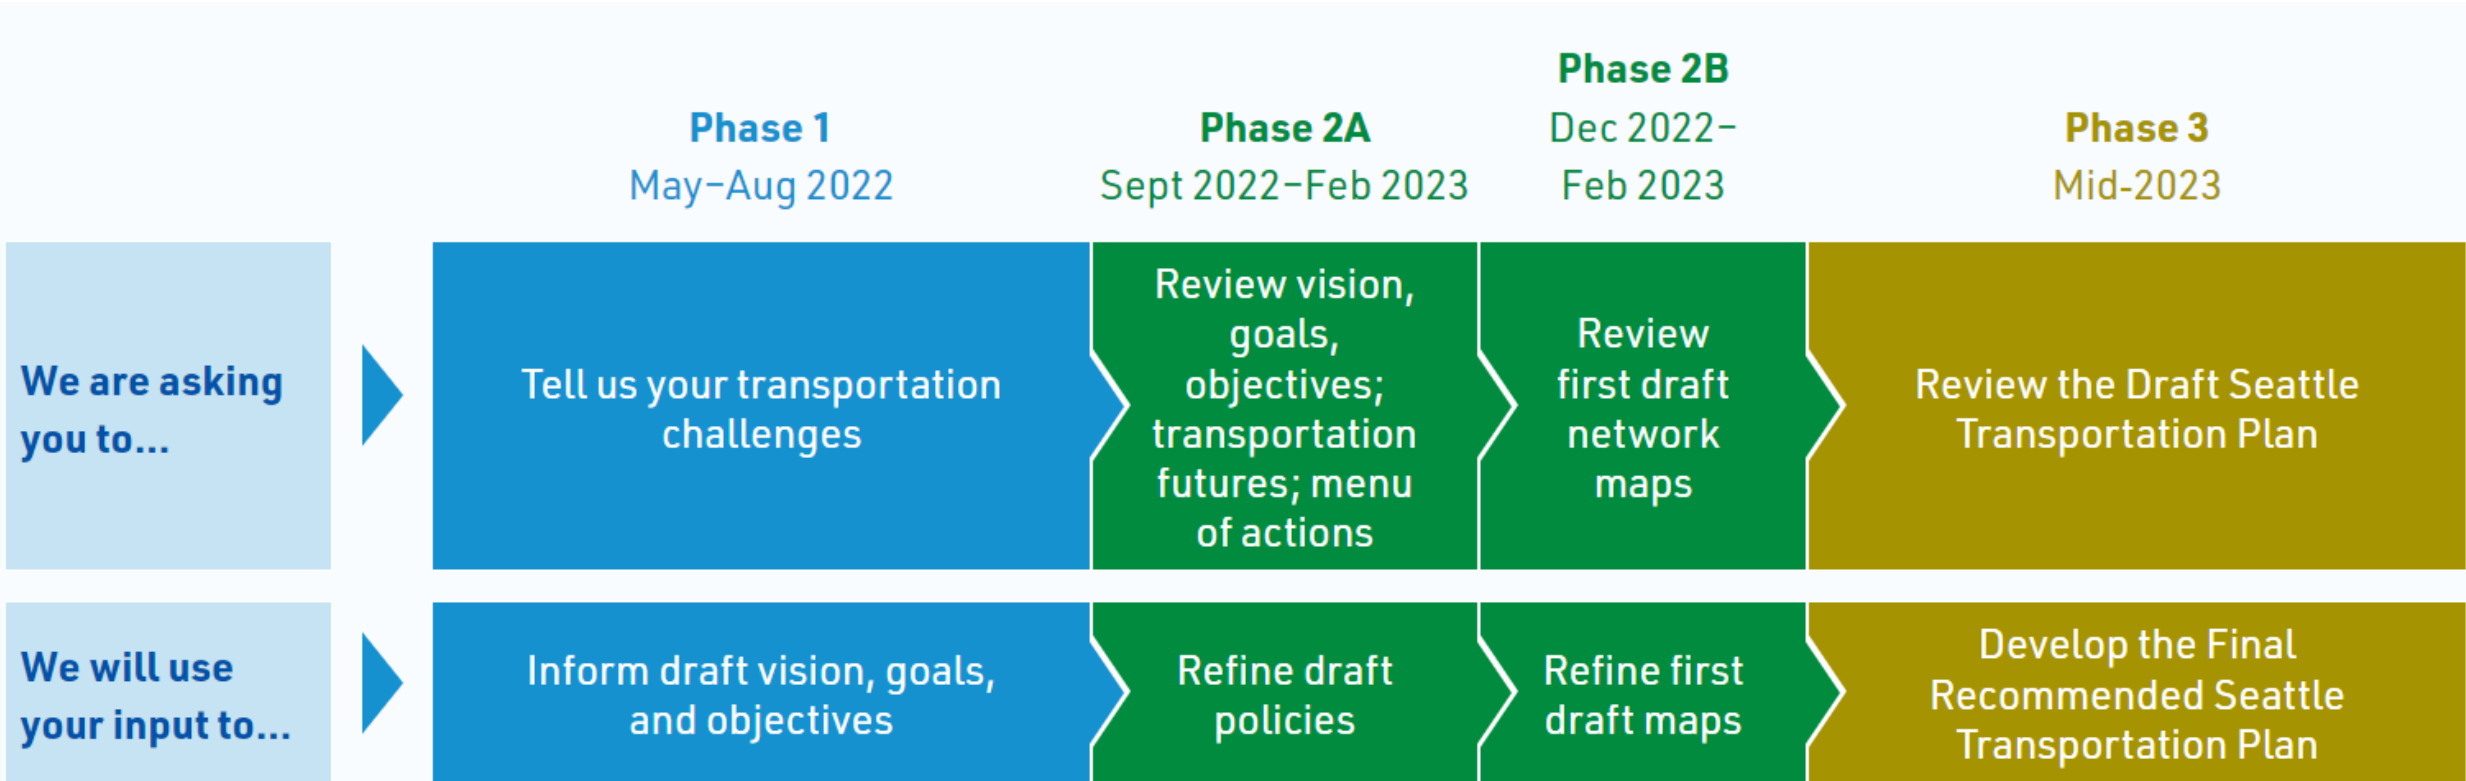 Phase 1
May–Aug 2022
Phase 2A
Sept 2022–Feb 2023
Phase 2B
Dec 2022–
Feb 2023
Phase 3
Mid-2023
We are asking
you to...
Tell us your transportation
challenges
Review vision,
goals,
objectives;
transportation
futures; menu
of actions
Review
first draft
network
maps
Review the Draft Seattle
Transportation Plan
We will use
your input to...
Inform draft vision, goals,
and objectives
Refine draft
policies
Refine first
draft maps
Develop the Final
Recommended Seattle
Transportation Plan